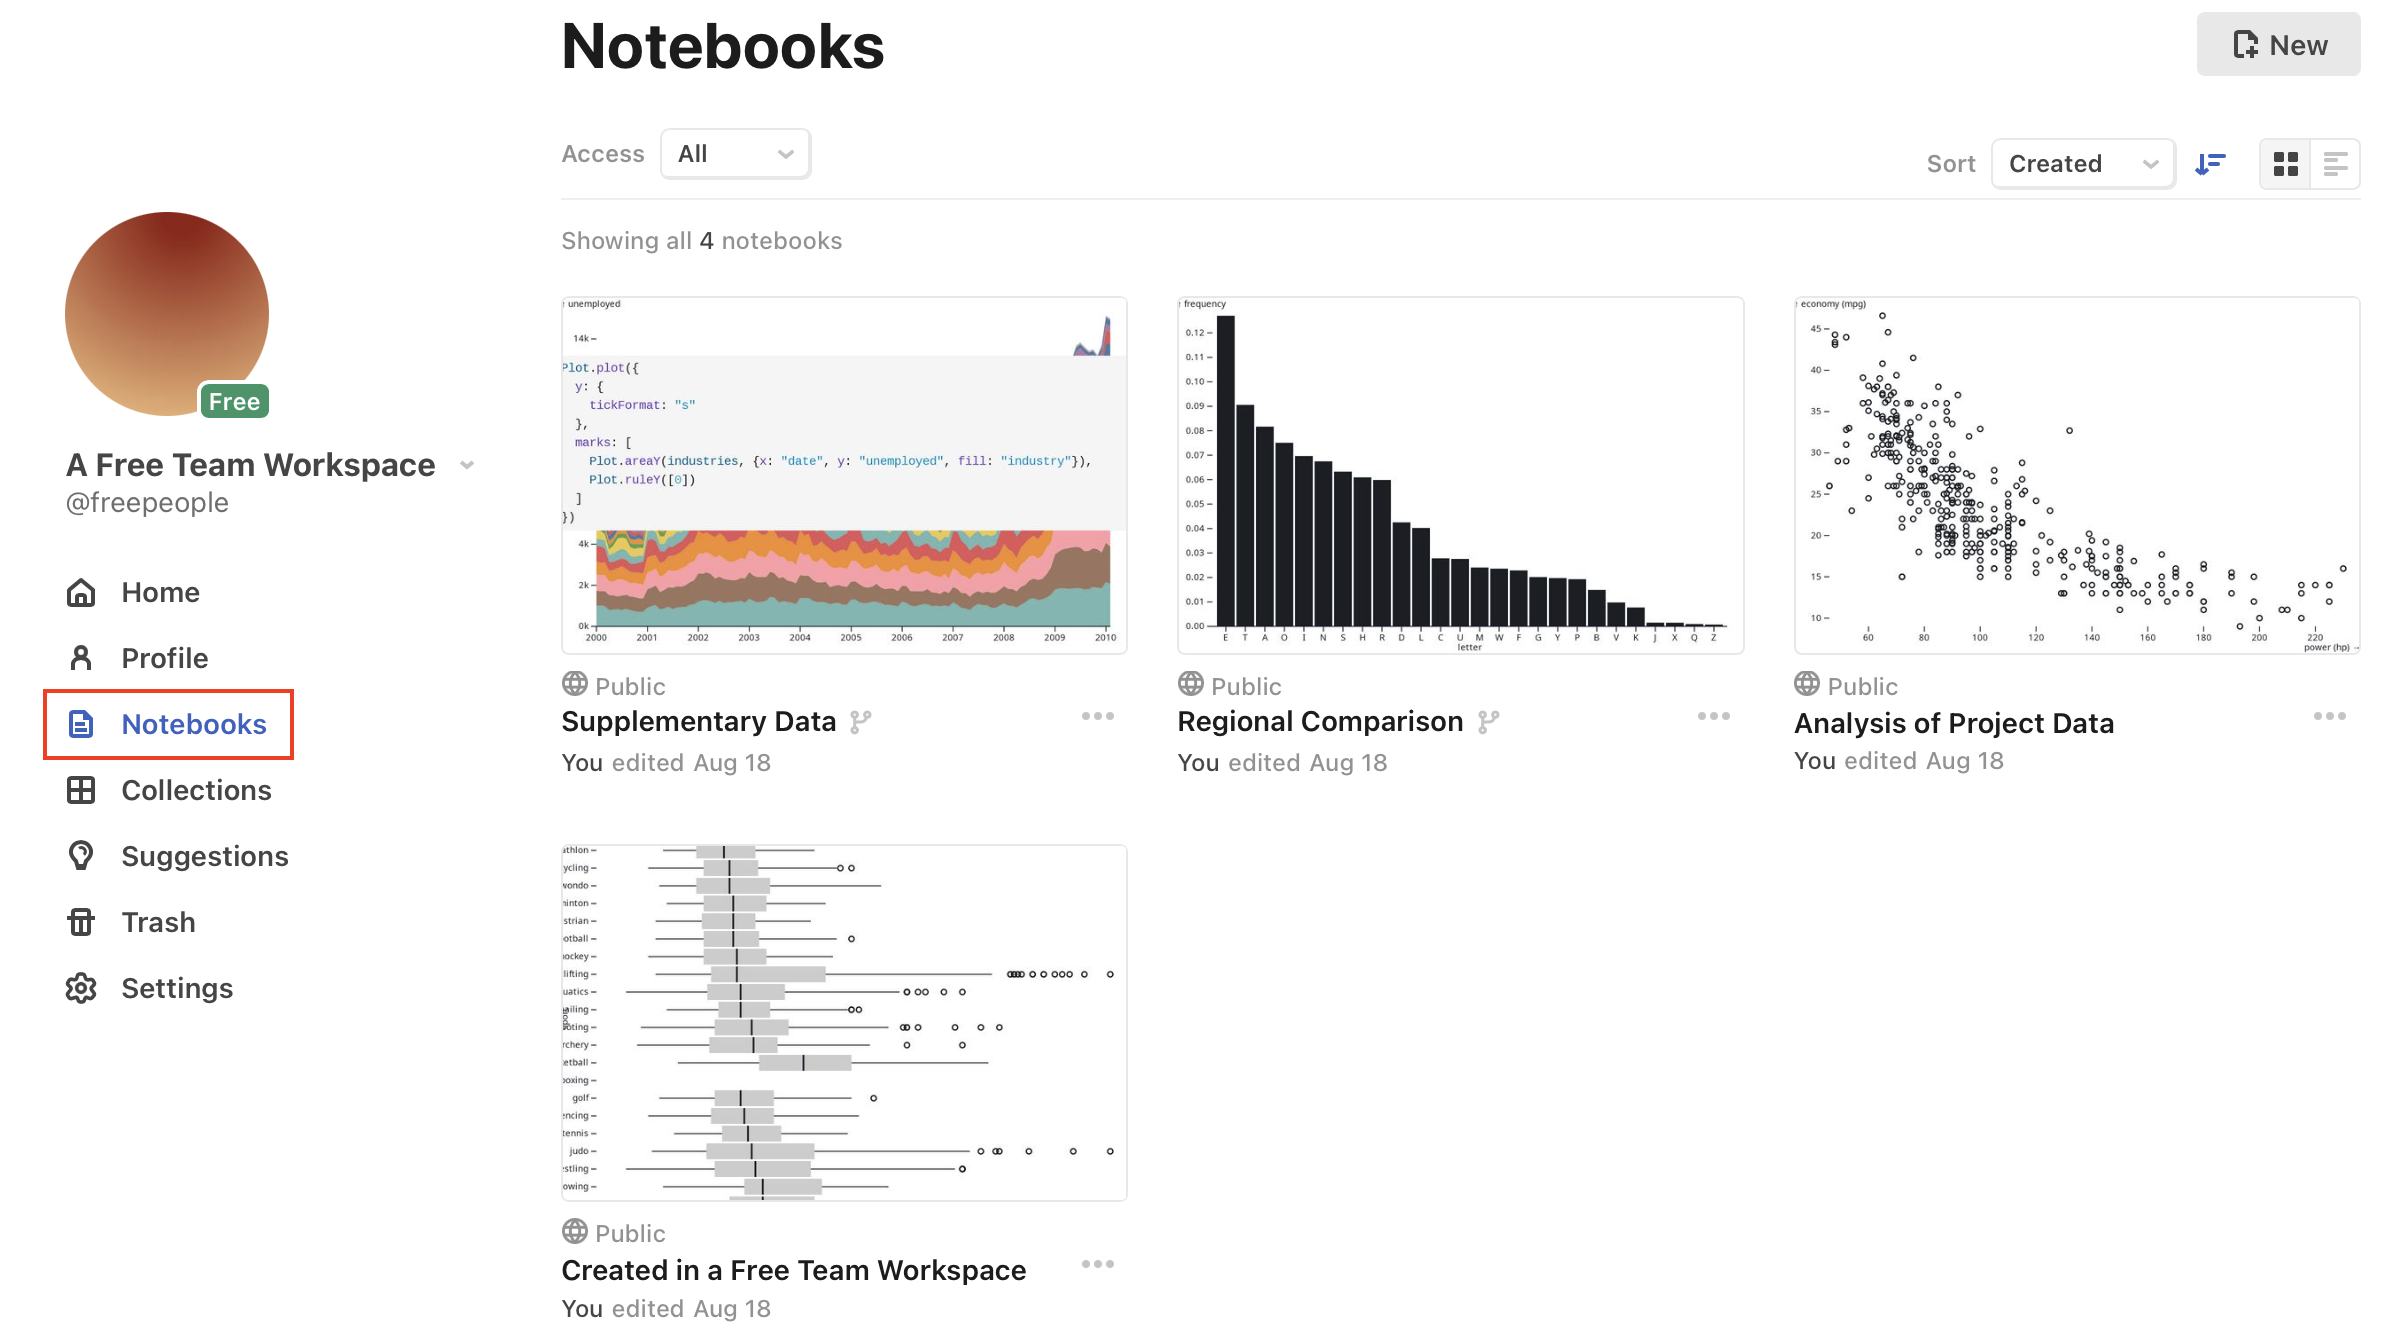 Notebooks
New
Access All
Sort Created
Free
A Free Team Workspace
@freepeople
Home
Profile
Notebooks
Collections
Suggestions
Trash
Settings
Showing all 4 notebooks
unemployed
14k
Plot.plot({
y: {
tickFormat: "s"
},
marks: [
Plot.areaY(industries, {x: "date", y: "unemployed", fill: "industry"}),
Plot.ruleY([0])
]
})
4k
2k
0k
2000 2001 2002 2003 2004 2005 2006 2007 2008 2009 2010
Public
Supplementary Data
You edited Aug 18
↑ frequency
0.12
0.11
0.10
0.09
0.08
0.07
0.06
0.05
0.04
0.03
0.02
0.01
0.00
E T A O I N S H R D L C U M W F G Y P B V K J X Q Z
letter
Public
Regional Comparison
You edited Aug 18
↑ economy (mpg)
45
40
35
30
25
20
15
10
60 80 100 120 140 160 180 200 220
power (hp) →
Public
Analysis of Project Data
You edited Aug 18
athlon
ycling
wondo
minton
strian
ootball
hockey
lifting
uatics
ailing
ooting
rchery
etball
boxing
golf
encing
tennis
judo
estling
owing
Public
Created in a Free Team Workspace
You edited Aug 18